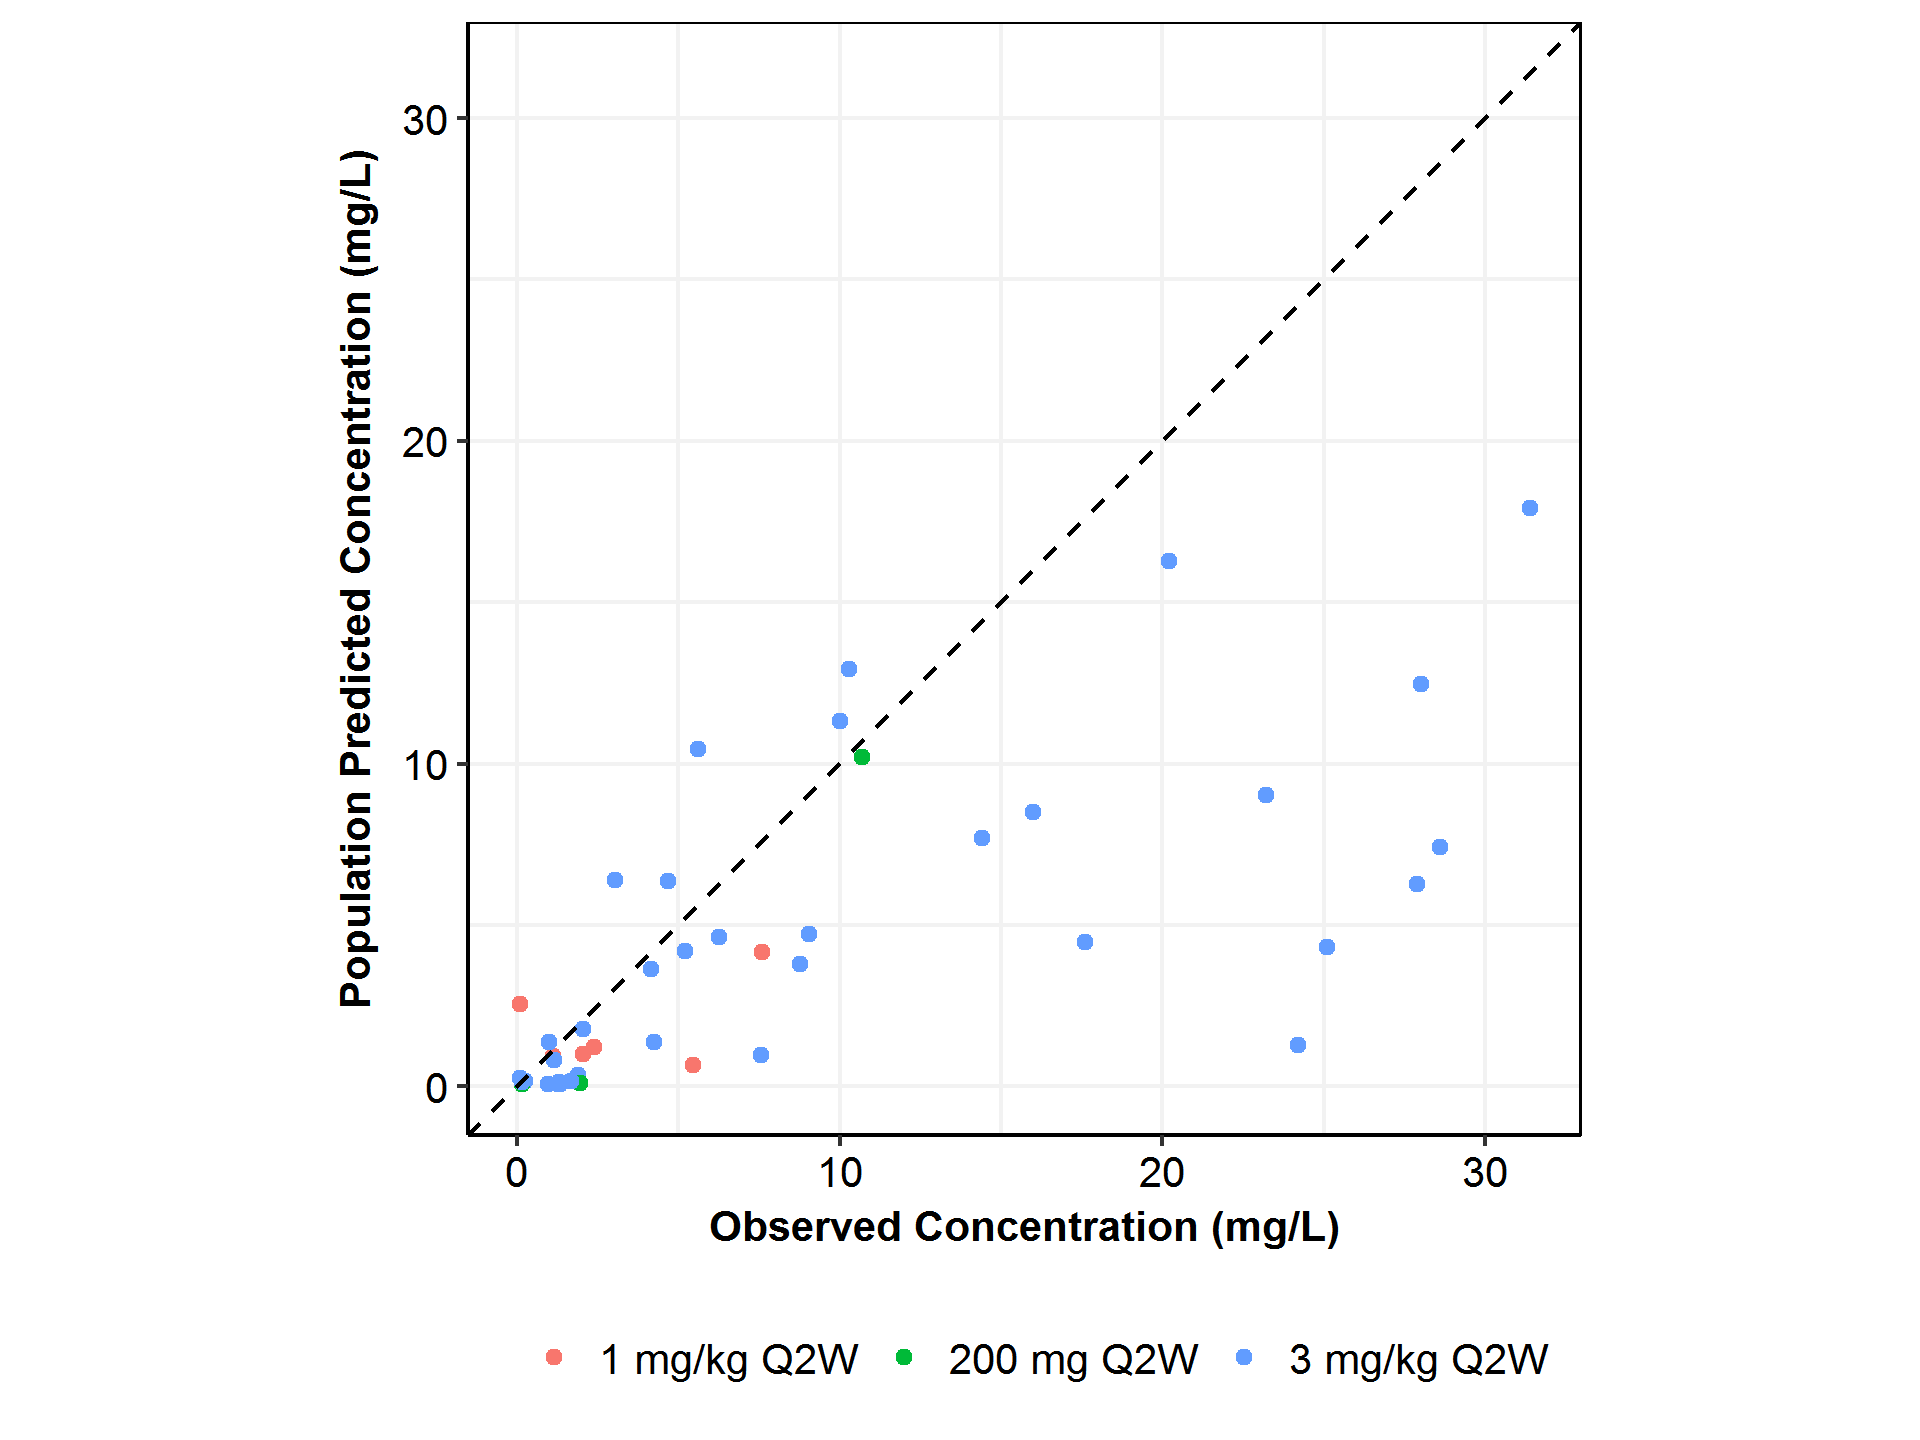 Population Predicted Concentration (mg/L)
30
20
10
0
0 10 20 30
Observed Concentration (mg/L)
1 mg/kg Q2W 200 mg Q2W 3 mg/kg Q2W